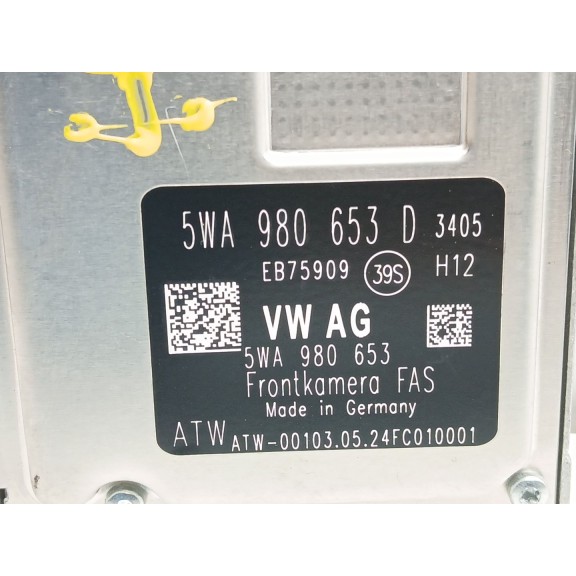 5WA 980 653 D 3405
EB75909 39S H12
VW AG
5WA 980 653
Frontkamera FAS
Made in Germany
ATW ATW-00103.05.24FC010001